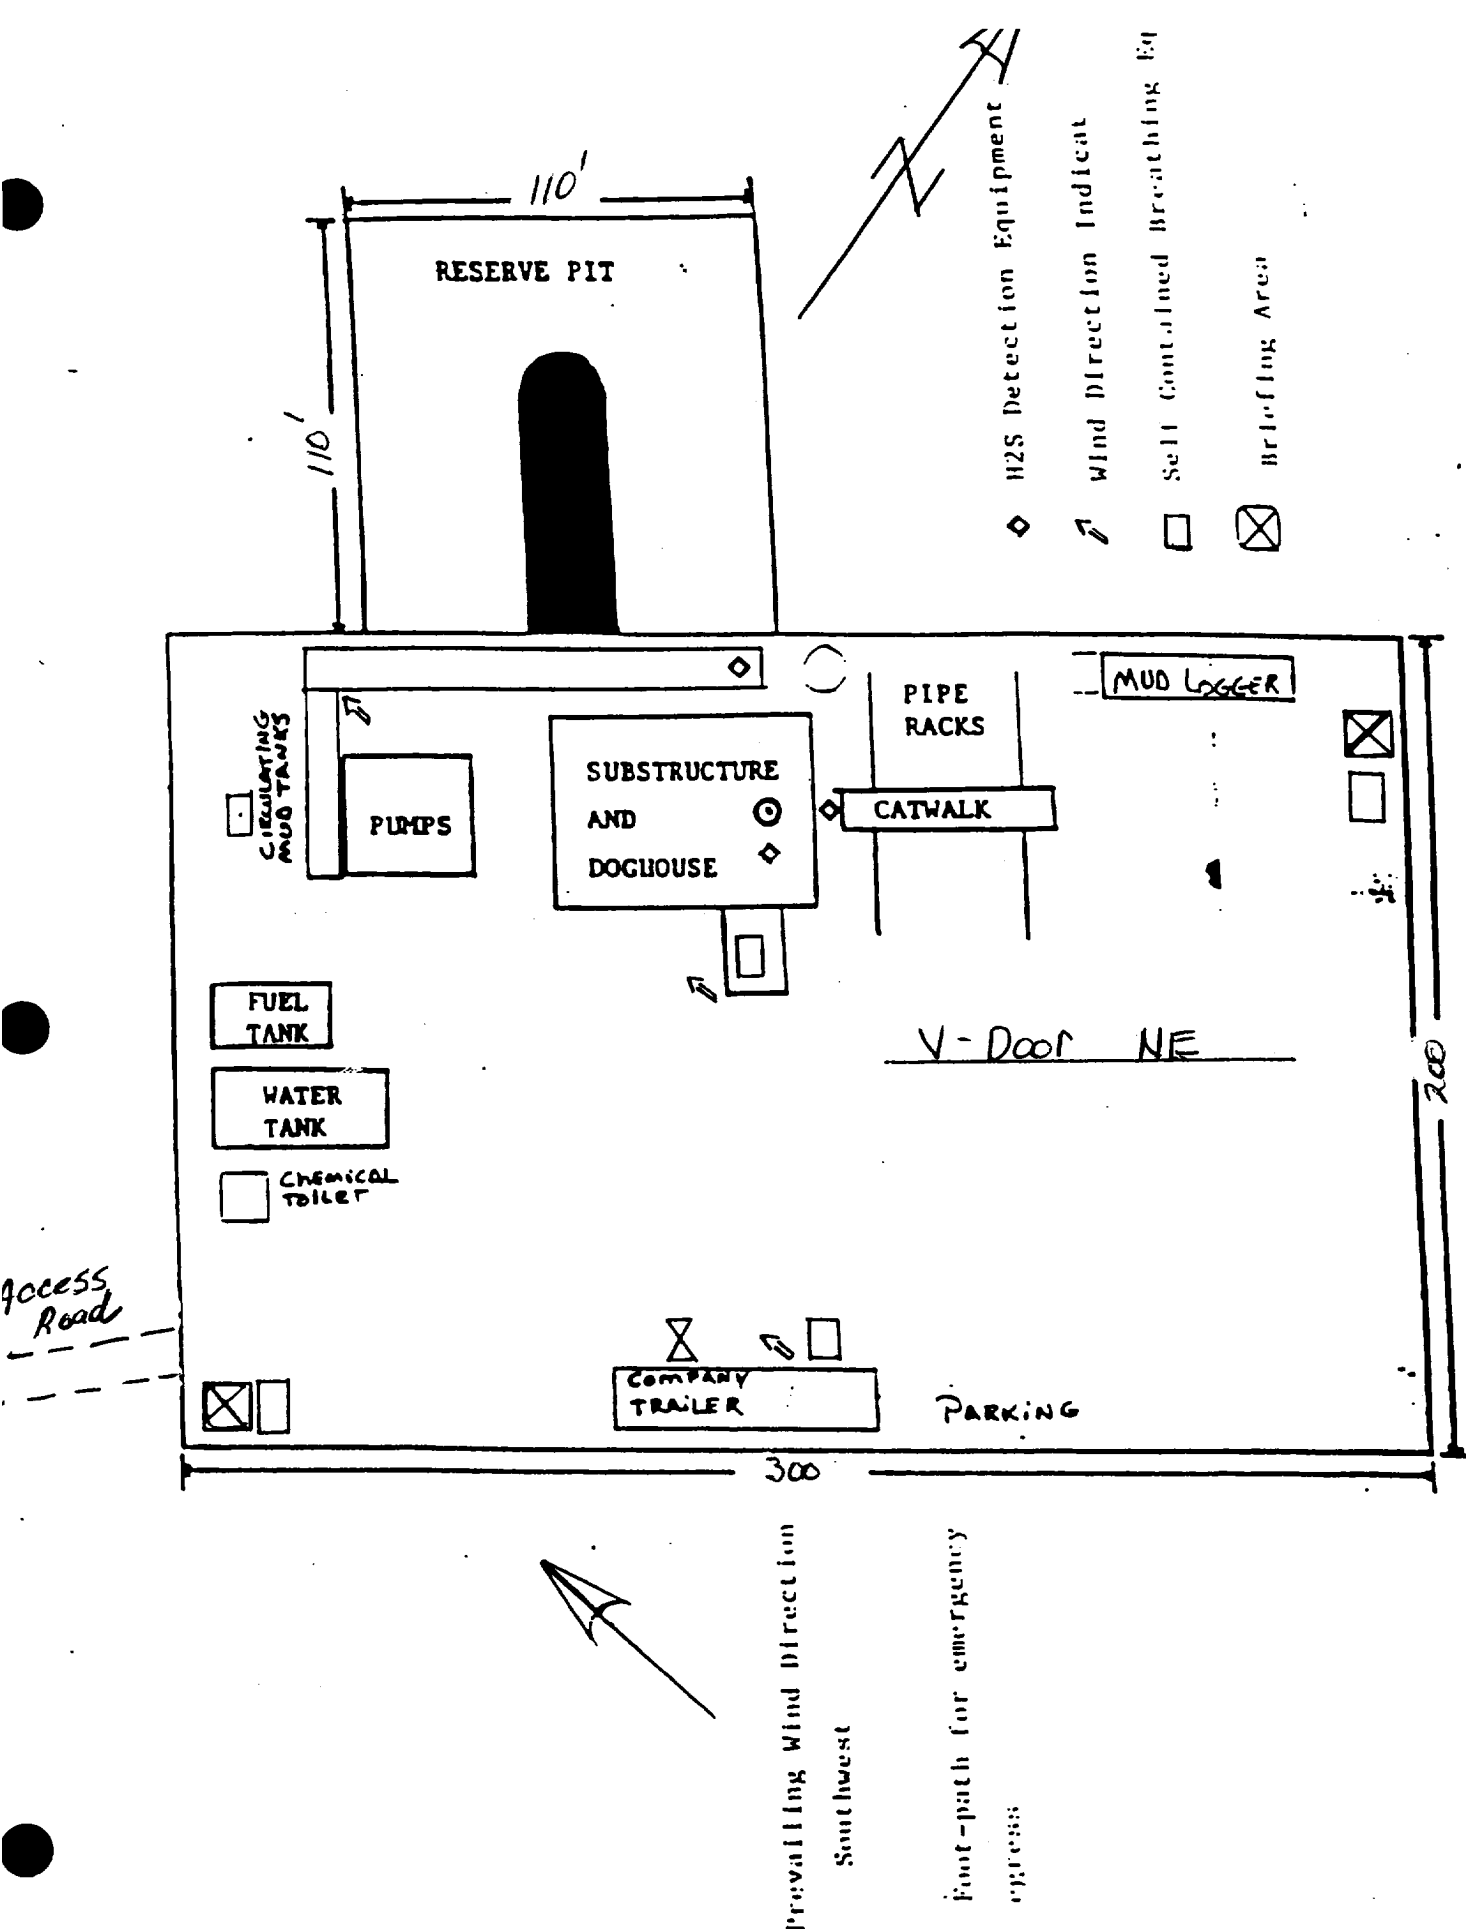 110'
RESERVE PIT
110'
H2S Detection Equipment
Wind Direction Indicat
Self Contained Breathing Eq
Briefing Area
N
MUD LOGGER
PIPE
RACKS
CIRCULATING
MUD TANKS
SUBSTRUCTURE
AND
DOGHOUSE
PUMPS
CATWALK
FUEL
TANK
V-Door NE
WATER
TANK
200
CHEMICAL
TOILET
Access
Road
COMPANY
TRAILER
PARKING
300
Prevailing Wind Direction
Southwest
Foot-path for emergency
egress